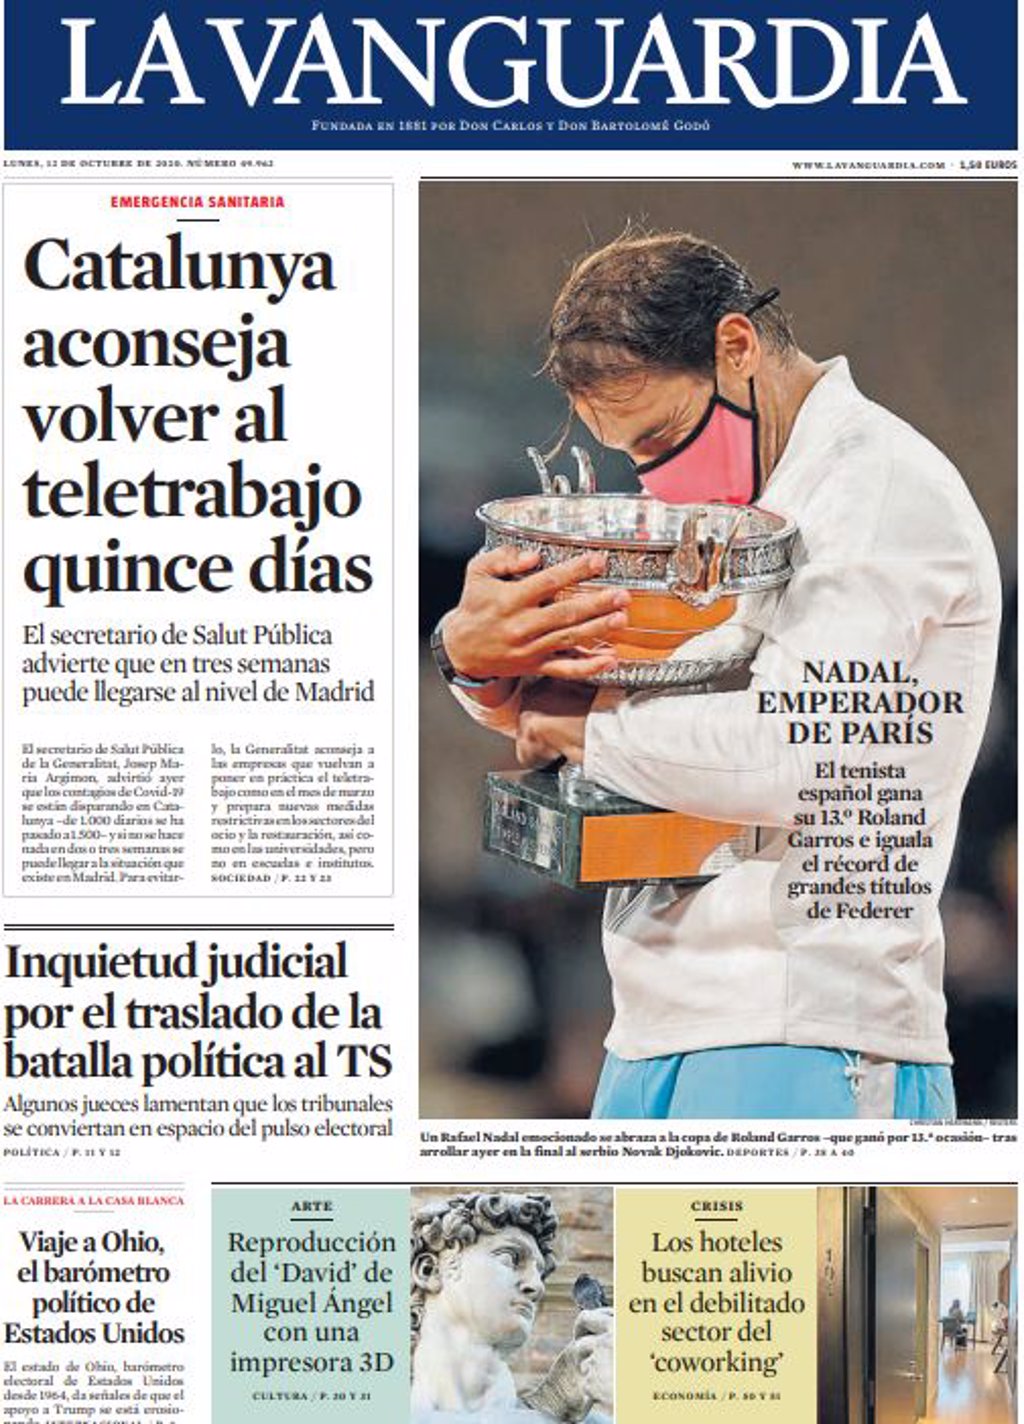 LA VANGUARDIA
FUNDADA EN 1881 POR DON CARLOS Y DON BARTOLOMÉ GODÓ
LUNES, 12 DE OCTUBRE DE 2020. NÚMERO 49.962
WWW.LAVANGUARDIA.COM · 1,50 EUROS
EMERGENCIA SANITARIA
Catalunya
aconseja
volver al
teletrabajo
quince días
El secretario de Salut Pública
advierte que en tres semanas
puede llegarse al nivel de Madrid
El secretario de Salut Pública
de la Generalitat, Josep Ma-
ria Argimon, advirtió ayer
que los contagios de Covid-19
se están disparando en Cata-
lunya –de 1.000 diarios se ha
pasado a 1.500– y si no se hace
nada en dos o tres semanas se
puede llegar a la situación que
existe en Madrid. Para evitar-
lo, la Generalitat aconseja a
las empresas que vuelvan a
poner en práctica el teletra-
bajo como en el mes de marzo
y prepara nuevas medidas
restrictivas en los sectores del
ocio y la restauración, así co-
mo en las universidades, pero
no en escuelas e institutos.
SOCIEDAD / P. 22 Y 23
NADAL,
EMPERADOR
DE PARÍS
El tenista
español gana
su 13.º Roland
Garros e iguala
el récord de
grandes títulos
de Federer
CHRISTIAN HARTMANN / REUTERS
Un Rafael Nadal emocionado se abraza a la copa de Roland Garros –que ganó por 13.ª ocasión– tras
arrollar ayer en la final al serbio Novak Djokovic. DEPORTES / P. 38 A 40
Inquietud judicial
por el traslado de la
batalla política al TS
Algunos jueces lamentan que los tribunales
se conviertan en espacio del pulso electoral
POLÍTICA / P. 11 Y 12
LA CARRERA A LA CASA BLANCA
Viaje a Ohio,
el barómetro
político de
Estados Unidos
El estado de Ohio, barómetro
electoral de Estados Unidos
desde 1964, da señales de que el
apoyo a Trump se está erosio-
ARTE
Reproducción
del ‘David’ de
Miguel Ángel
con una
impresora 3D
CULTURA / P. 30 Y 31
CRISIS
Los hoteles
buscan alivio
en el debilitado
sector del
‘coworking’
ECONOMÍA / P. 50 Y 51